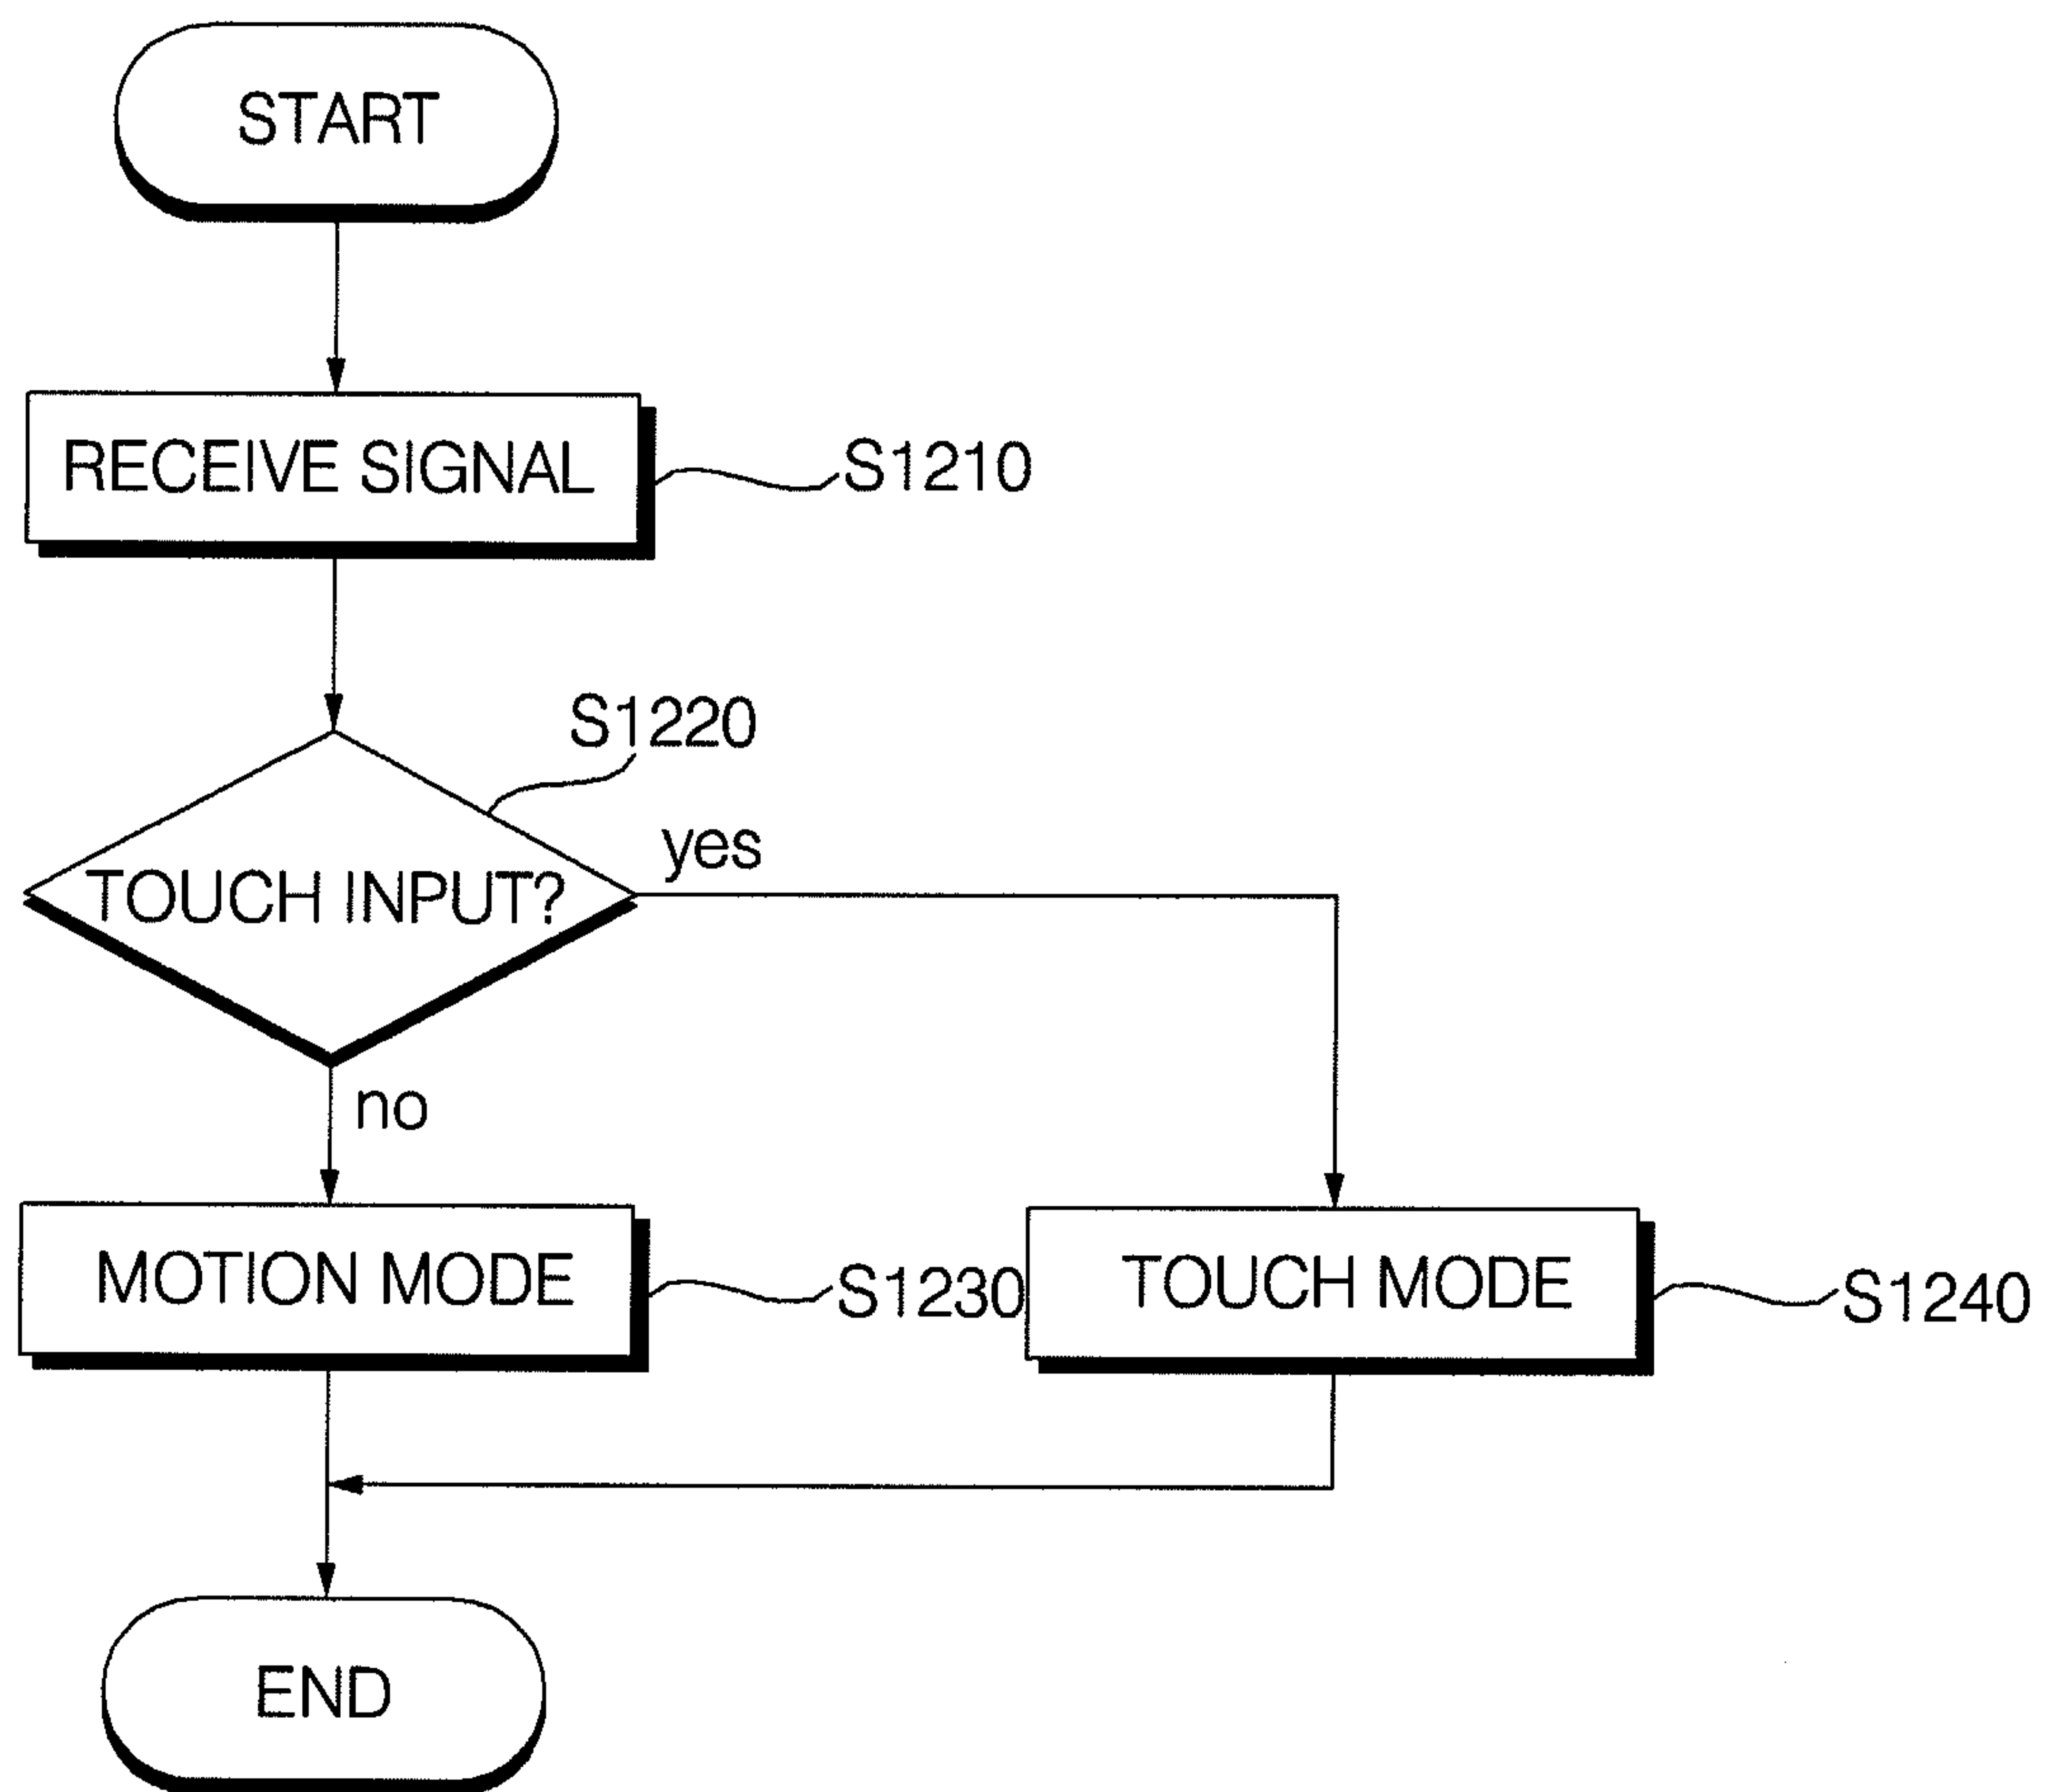 START
RECEIVE SIGNAL
S1210
S1220
TOUCH INPUT?
yes
no
MOTION MODE
S1230
TOUCH MODE
S1240
END